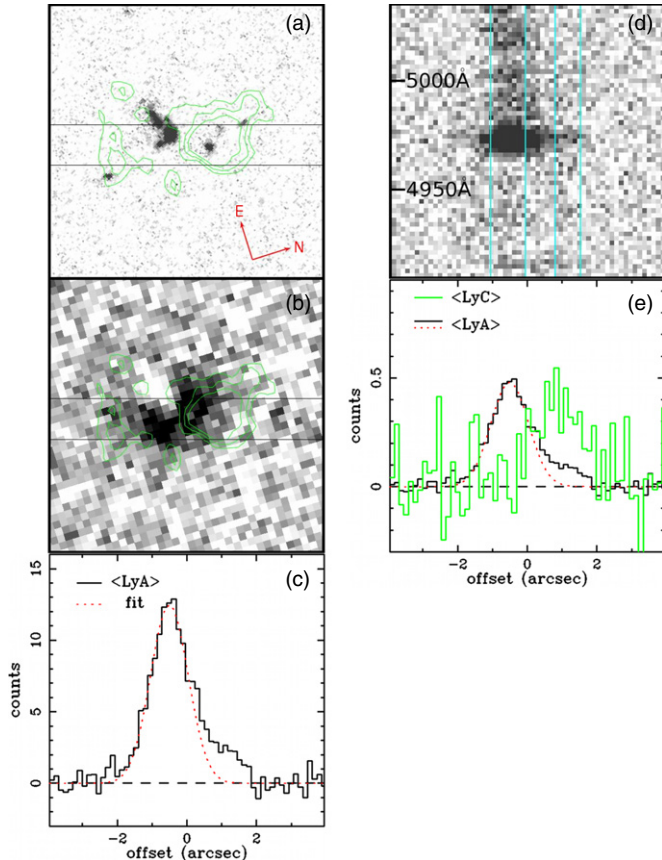 (a)
E
N
(b)
(c)
<LyA>
fit
15
10
5
0
counts
-2 0 2
offset (arcsec)
(d)
5000Å
4950Å
(e)
<LyC>
<LyA>
0.5
0
counts
-2 0 2
offset (arcsec)